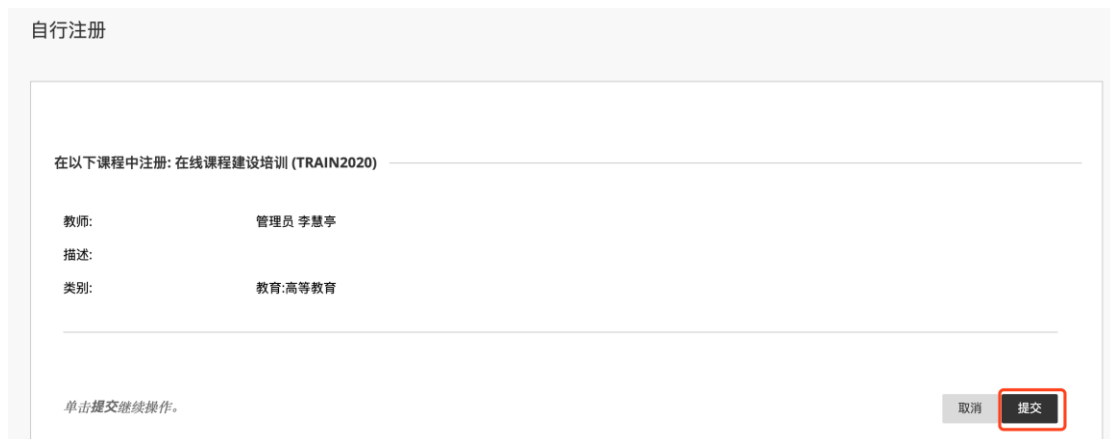 自行注册
在以下课程中注册: 在线课程建设培训 (TRAIN2020)
教师: 管理员 李慧亭
描述:
类别: 教育:高等教育
单击提交继续操作。
取消 提交